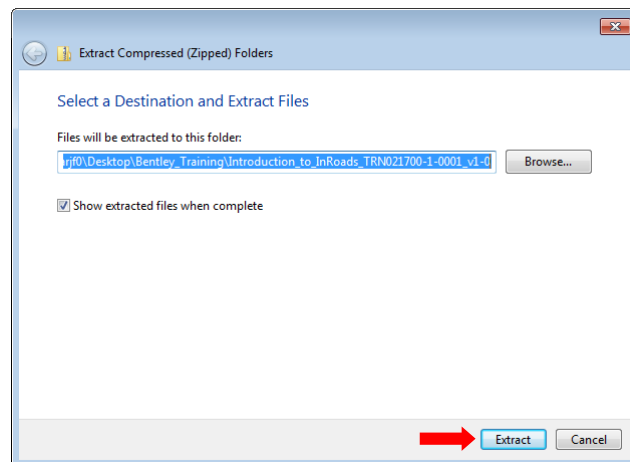 Extract Compressed (Zipped) Folders
Select a Destination and Extract Files
Files will be extracted to this folder:
rjf0\Desktop\Bentley_Training\Introduction_to_InRoads_TRN021700-1-0001_v1-0
Browse...
Show extracted files when complete
Extract
Cancel